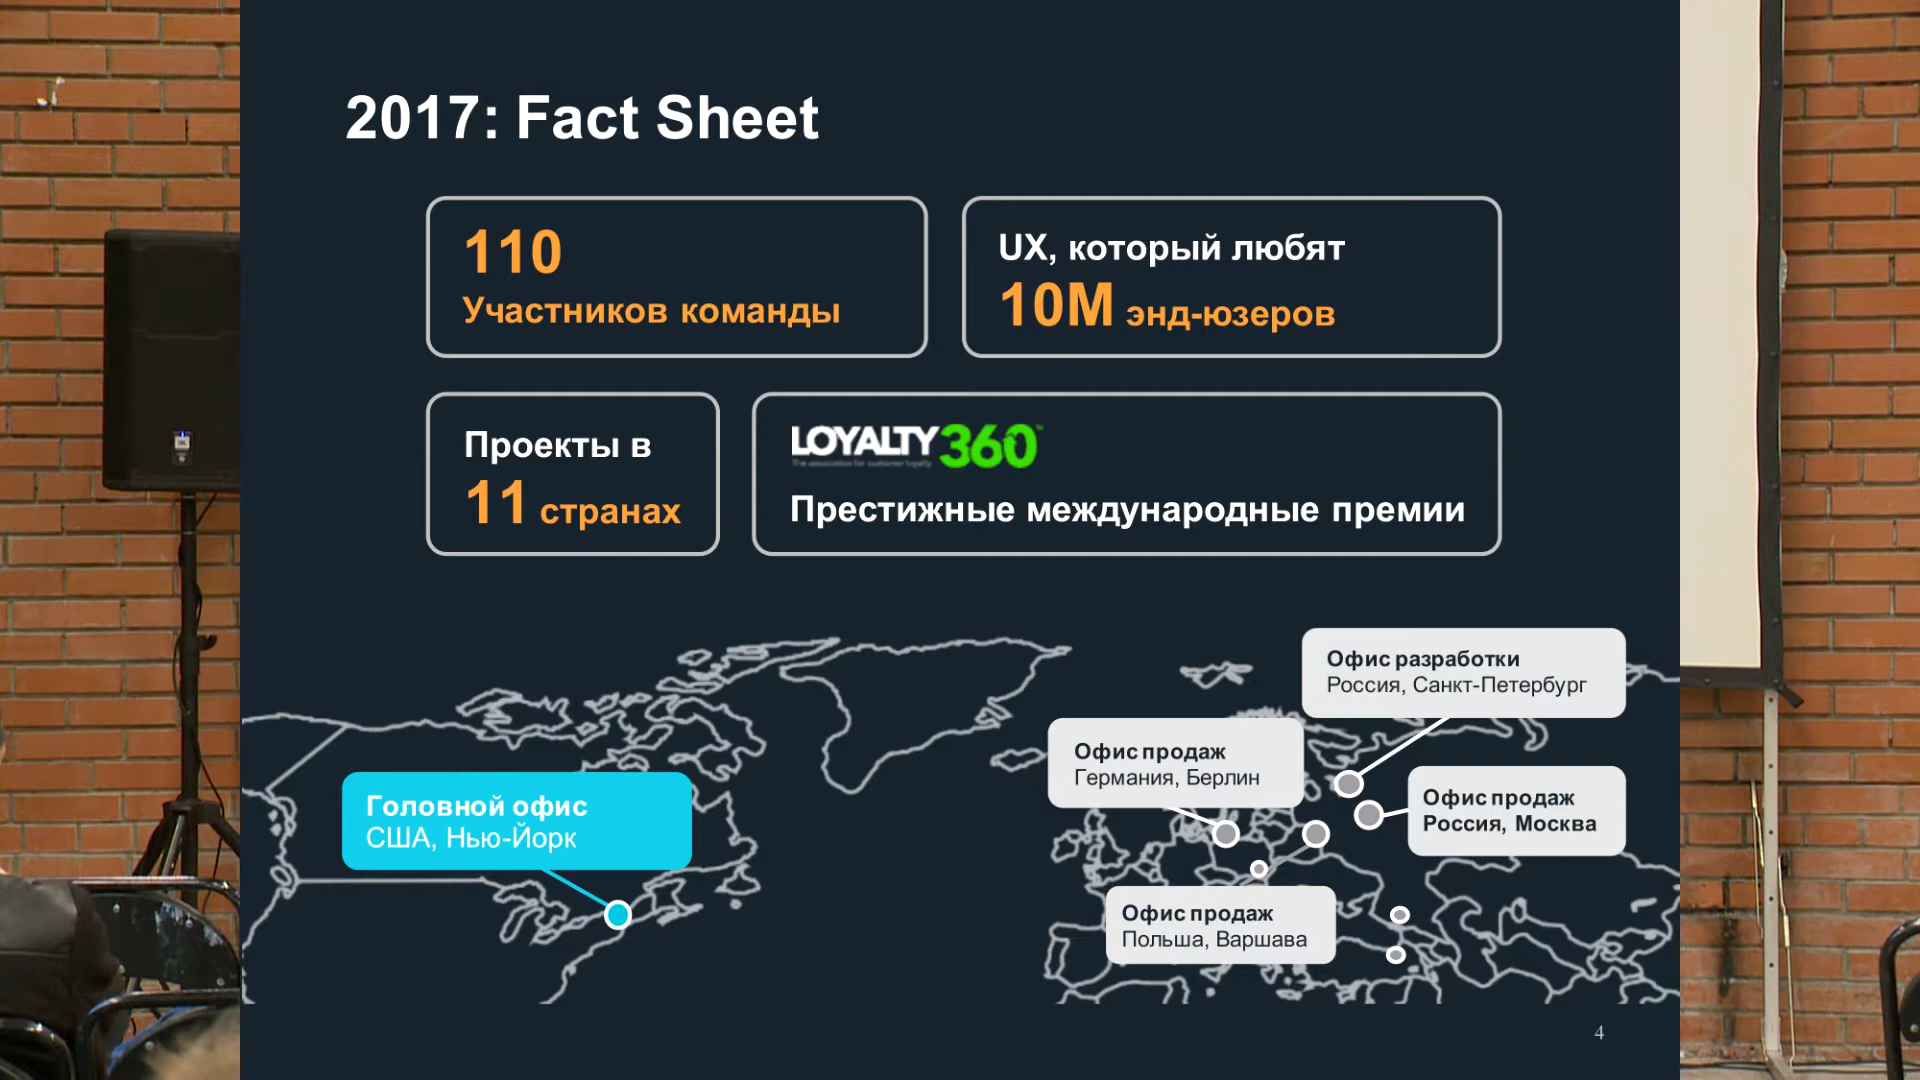 2017: Fact Sheet
110
Участников команды
UX, который любят
10М энд-юзеров
Проекты в
11 странах
LOYALTY360
Престижные международные премии
Офис разработки
Россия, Санкт-Петербург
Офис продаж
Германия, Берлин
Офис продаж
Россия, Москва
Головной офис
США, Нью-Йорк
Офис продаж
Польша, Варшава
4